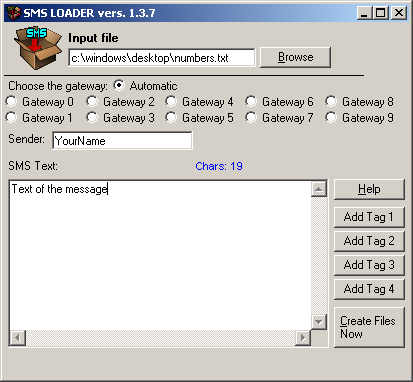 SMS LOADER vers. 1.3.7
SMS
Input file
c:\windows\desktop\numbers.txt
Browse
Choose the gateway: Automatic
Gateway 0 Gateway 2 Gateway 4 Gateway 6 Gateway 8
Gateway 1 Gateway 3 Gateway 5 Gateway 7 Gateway 9
Sender: YourName
SMS Text: Chars: 19
Text of the message
Help
Add Tag 1
Add Tag 2
Add Tag 3
Add Tag 4
Create Files
Now